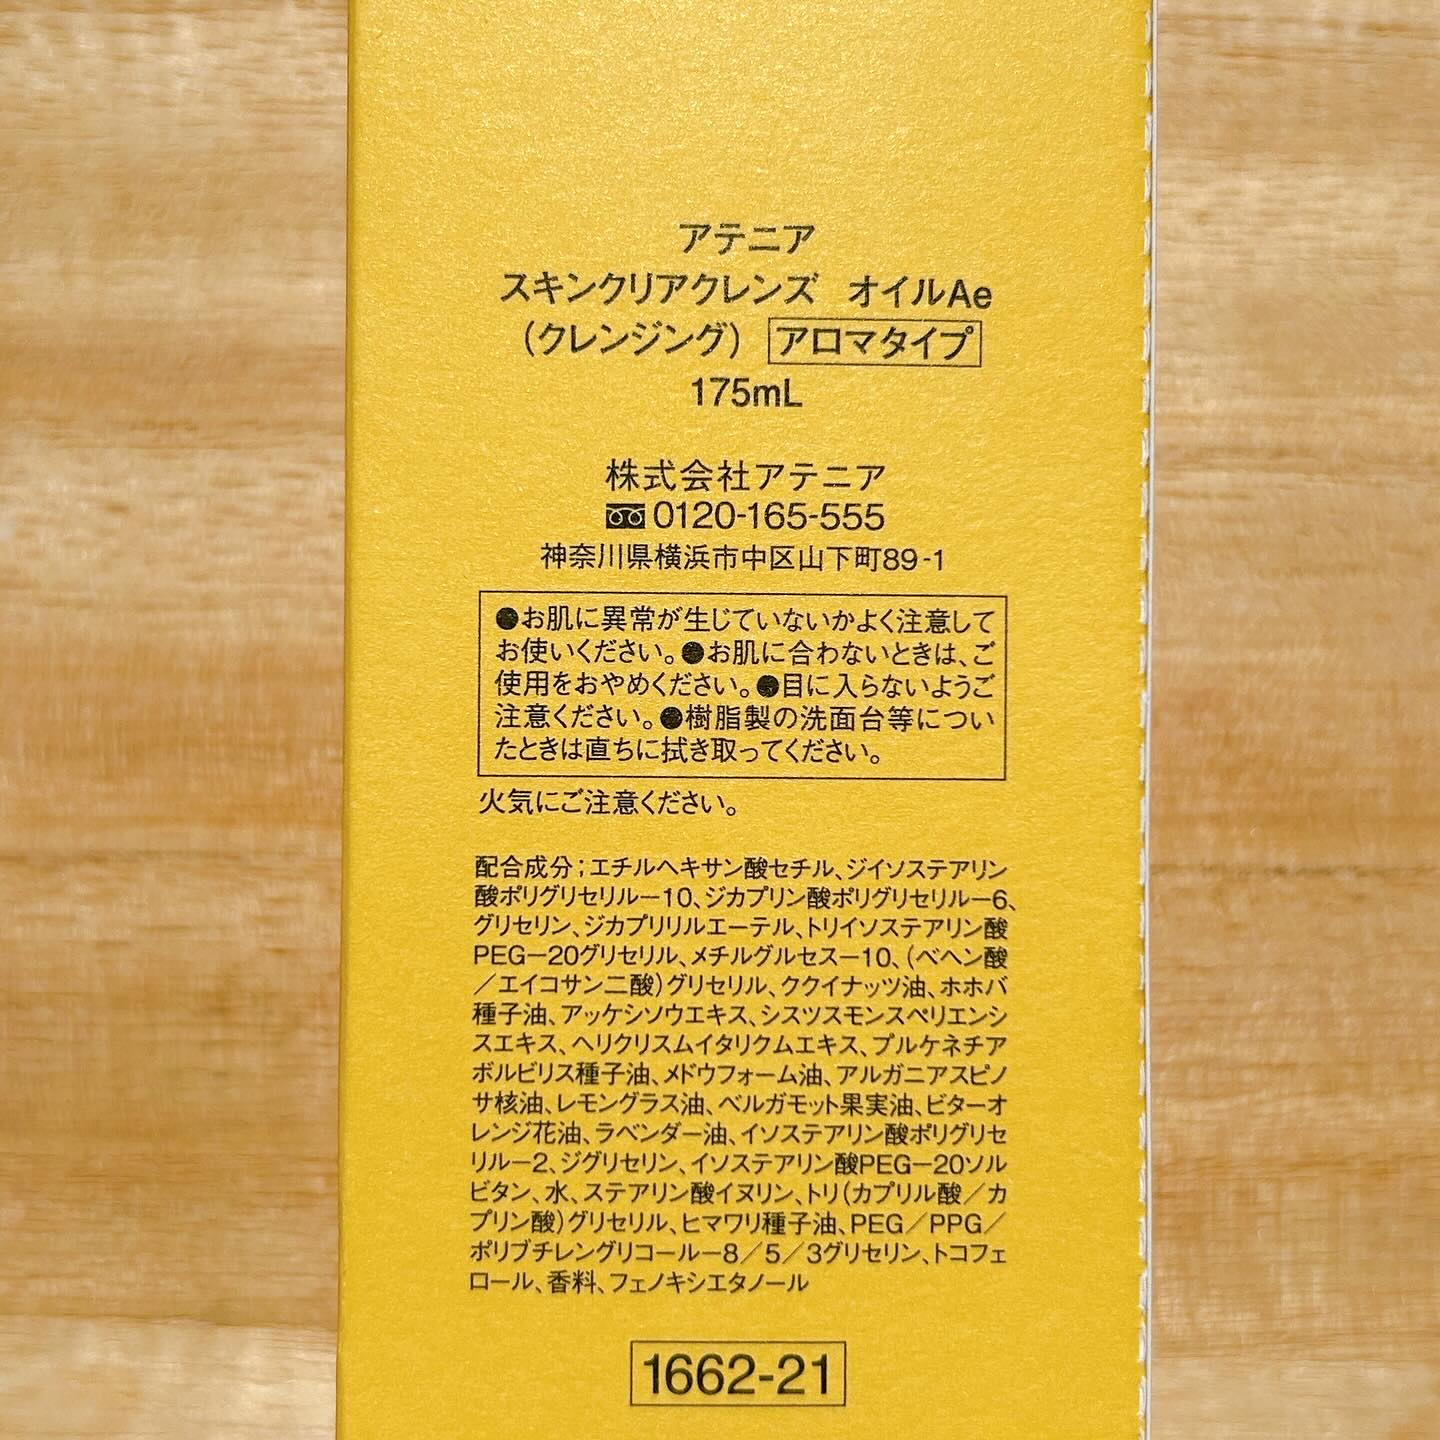 アテニア
スキンクリアクレンズ オイルAe
（クレンジング） アロマタイプ
175mL
株式会社アテニア
0120-165-555
神奈川県横浜市中区山下町89-1
●お肌に異常が生じていないかよく注意して
お使いください。●お肌に合わないときは、ご
使用をおやめください。●目に入らないようご
注意ください。●樹脂製の洗面台等につい
たときは直ちに拭き取ってください。
火気にご注意ください。
配合成分；エチルヘキサン酸セチル、ジイソステアリン
酸ポリグリセリル－10、ジカプリン酸ポリグリセリル－6、
グリセリン、ジカプリリルエーテル、トリイソステアリン酸
PEG－20グリセリル、メチルグルセス－10、（ベヘン酸
／エイコサン二酸）グリセリル、ククイナッツ油、ホホバ
種子油、アッケシソウエキス、シスツスモンスペリエンシ
スエキス、ヘリクリスムイタリクムエキス、プルケネチア
ボルビリス種子油、メドウフォーム油、アルガニアスピノ
サ核油、レモングラス油、ベルガモット果実油、ビターオ
レンジ花油、ラベンダー油、イソステアリン酸ポリグリセ
リル－2、ジグリセリン、イソステアリン酸PEG－20ソル
ビタン、水、ステアリン酸イヌリン、トリ（カプリル酸／カ
プリン酸）グリセリル、ヒマワリ種子油、PEG／PPG／
ポリブチレングリコール－8／5／3グリセリン、トコフェ
ロール、香料、フェノキシエタノール
1662-21